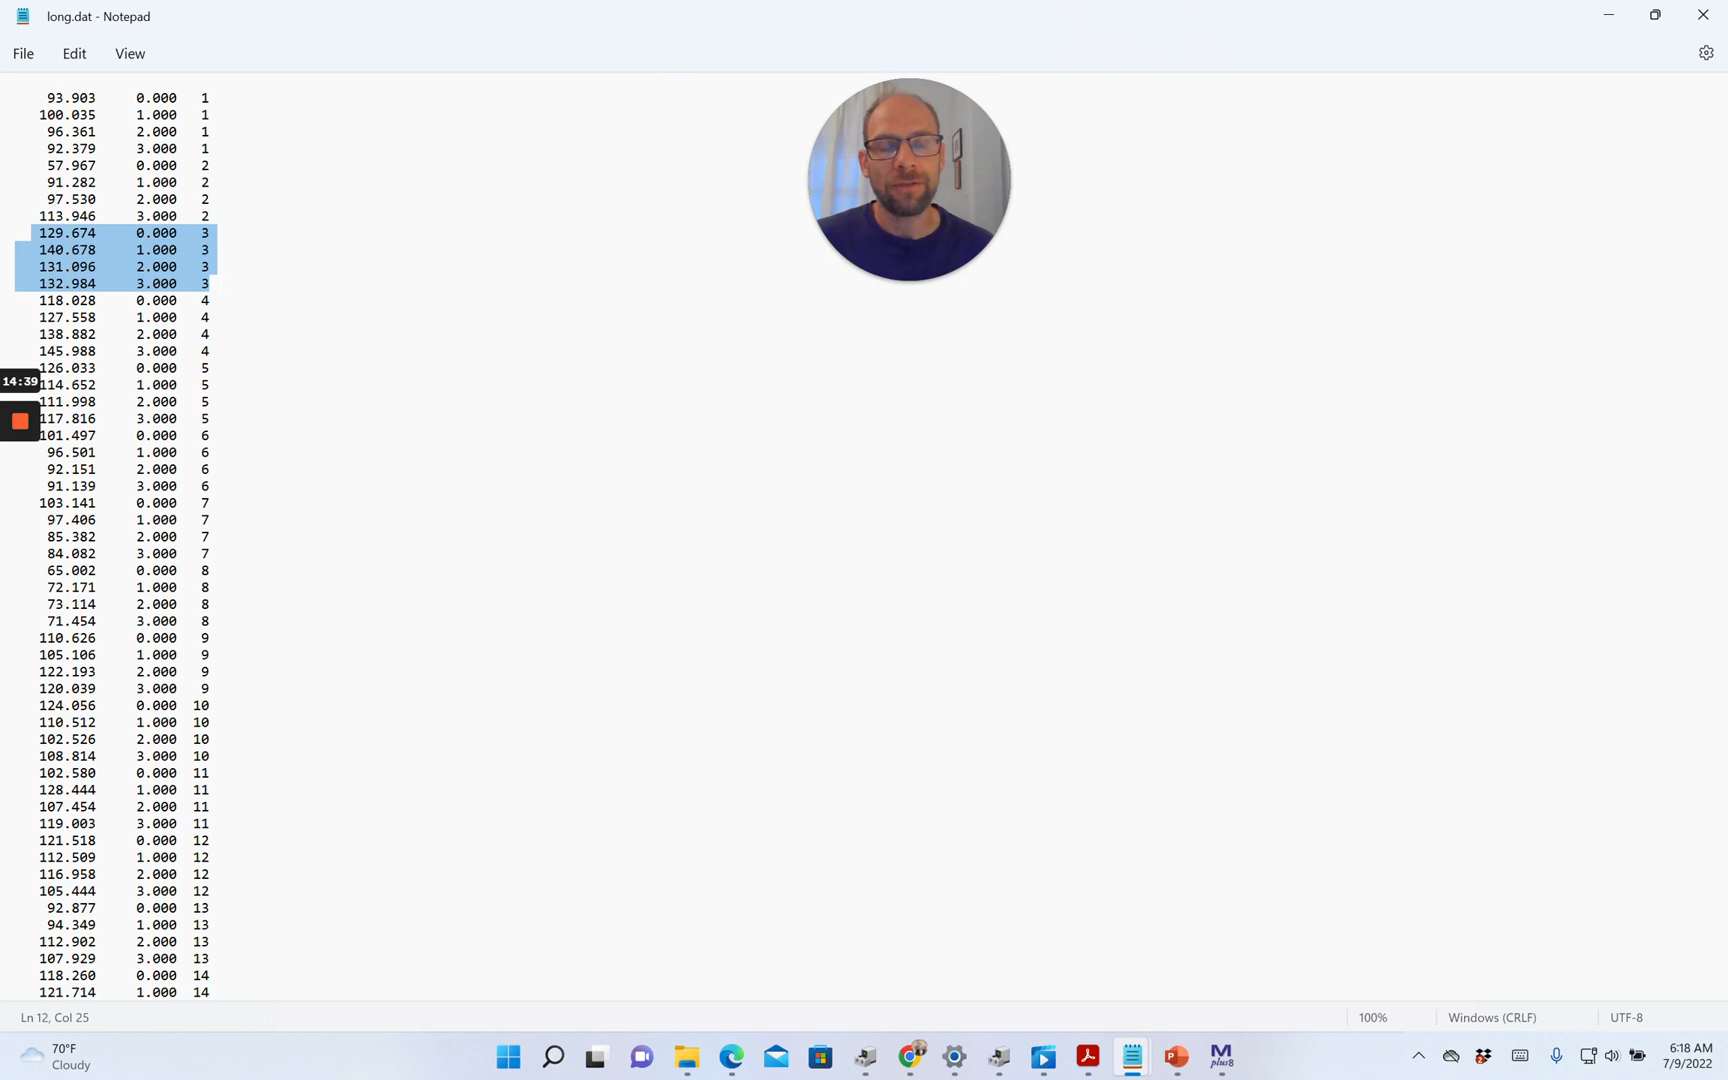 long.dat - Notepad
File Edit View
93.903 0.000 1
100.035 1.000 1
96.361 2.000 1
92.379 3.000 1
57.967 0.000 2
91.282 1.000 2
97.530 2.000 2
113.946 3.000 2
129.674 0.000 3
140.678 1.000 3
131.096 2.000 3
132.984 3.000 3
118.028 0.000 4
127.558 1.000 4
138.882 2.000 4
145.988 3.000 4
126.033 0.000 5
14:39
114.652 1.000 5
111.998 2.000 5
117.816 3.000 5
101.497 0.000 6
96.501 1.000 6
92.151 2.000 6
91.139 3.000 6
103.141 0.000 7
97.406 1.000 7
85.382 2.000 7
84.082 3.000 7
65.002 0.000 8
72.171 1.000 8
73.114 2.000 8
71.454 3.000 8
110.626 0.000 9
105.106 1.000 9
122.193 2.000 9
120.039 3.000 9
124.056 0.000 10
110.512 1.000 10
102.526 2.000 10
108.814 3.000 10
102.580 0.000 11
128.444 1.000 11
107.454 2.000 11
119.003 3.000 11
121.518 0.000 12
112.509 1.000 12
116.958 2.000 12
105.444 3.000 12
92.877 0.000 13
94.349 1.000 13
112.902 2.000 13
107.929 3.000 13
118.260 0.000 14
121.714 1.000 14
Ln 12, Col 25 100% Windows (CRLF) UTF-8
70°F
Cloudy
M
plus8
6:18 AM
7/9/2022